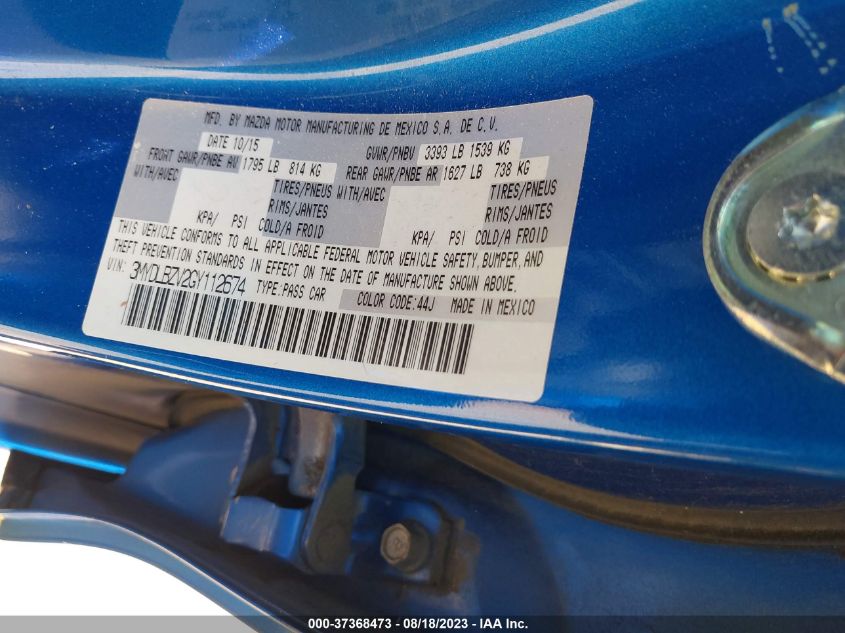 MFD. BY MAZDA MOTOR MANUFACTURING DE MEXICO S.A. DE C.V.
DATE 10/15 GVWR/PNBV 3393 LB 1539 KG
FRONT GAWR/PNBE AV 1795 LB 814 KG REAR GAWR/PNBE AR 1627 LB 738 KG
WITH/AVEC TIRES/PNEUS WITH/AVEC TIRES/PNEUS
RIMS/JANTES RIMS/JANTES
KPA/ PSI COLD/A FROID KPA/ PSI COLD/A FROID
THIS VEHICLE CONFORMS TO ALL APPLICABLE FEDERAL MOTOR VEHICLE SAFETY, BUMPER, AND
THEFT PREVENTION STANDARDS IN EFFECT ON THE DATE OF MANUFACTURE SHOWN ABOVE.
VIN: 3MYDLBZV2GY112674 TYPE:PASS CAR COLOR CODE:44J MADE IN MEXICO
000-37368473 - 08/18/2023 - IAA Inc.